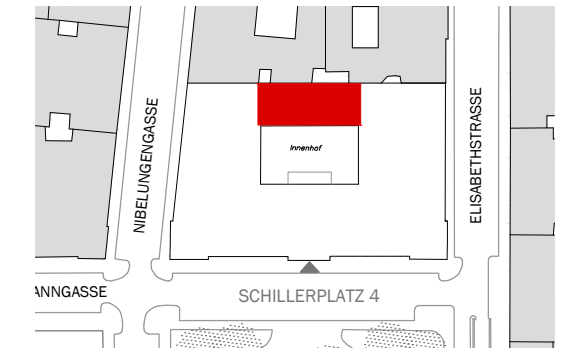 NIBELUNGENGASSE
Innenhof
ELISABETHSTRASSE
ANNGASSE
SCHILLERPLATZ 4